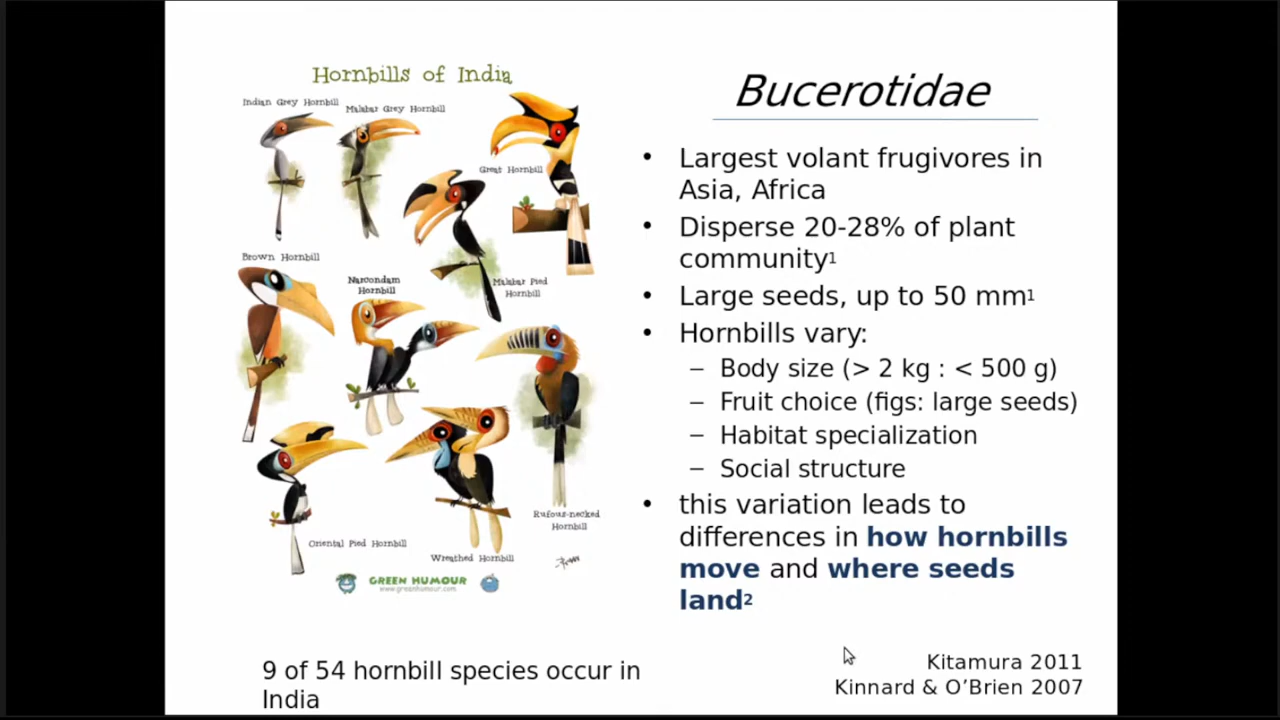 Hornbills of India
Indian Grey Hornbill
Malabar Grey Hornbill
Great Hornbill
Brown Hornbill
Narcondam
Hornbill
Malabar Pied
Hornbill
Rufous-necked
Hornbill
Oriental Pied Hornbill
Wreathed Hornbill
GREEN HUMOUR
www.greenhumour.com
9 of 54 hornbill species occur in
India
Bucerotidae
• Largest volant frugivores in
Asia, Africa
• Disperse 20-28% of plant
community¹
• Large seeds, up to 50 mm¹
• Hornbills vary:
– Body size (> 2 kg : < 500 g)
– Fruit choice (figs: large seeds)
– Habitat specialization
– Social structure
• this variation leads to
differences in how hornbills
move and where seeds
land²
Kitamura 2011
Kinnard & O’Brien 2007